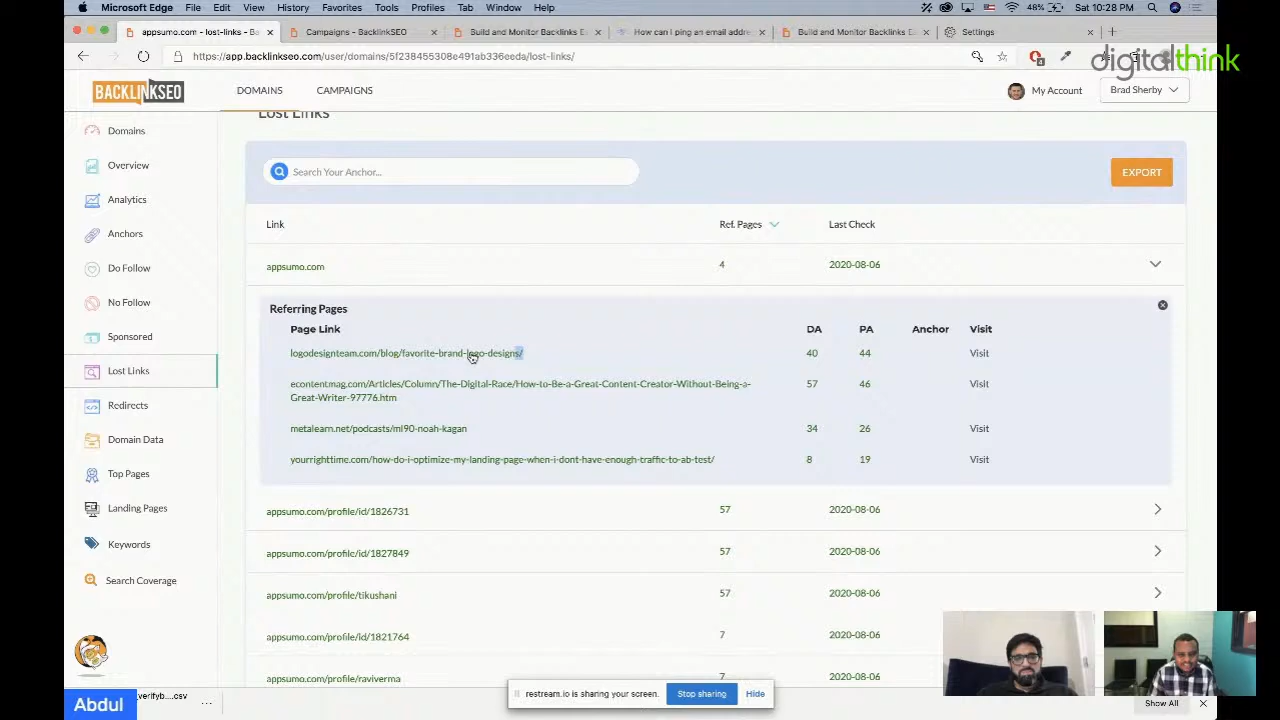 Microsoft Edge File Edit View History Favorites Tools Profiles Tab Window Help 48% Sat 10:28
appsumo.com - lost-links - Ba × Campaigns - BacklinkSEO × Build and Monitor Backlinks E × How can I ping an email addre × Build and Monitor Backlinks E × Settings ×
https://app.backlinkseo.com/user/domains/5f238455308e491ab336eeda/lost-links/
digitalthink
BACKLINKSEO DOMAINS CAMPAIGNS My Account Brad Sherby
Lost Links
Domains
Overview
Analytics
Anchors
Do Follow
No Follow
Sponsored
Lost Links
Redirects
Domain Data
Top Pages
Landing Pages
Keywords
Search Coverage
Search Your Anchor... EXPORT
Link Ref. Pages Last Check
appsumo.com 4 2020-08-06
Referring Pages
Page Link DA PA Anchor Visit
logodesignteam.com/blog/favorite-brand-logo-designs/ 40 44 Visit
econtentmag.com/Articles/Column/The-Digital-Race/How-to-Be-a-Great-Content-Creator-Without-Being-a- 57 46 Visit
Great-Writer-97776.htm
metalearn.net/podcasts/ml90-noah-kagan 34 26 Visit
yourrighttime.com/how-do-i-optimize-my-landing-page-when-i-dont-have-enough-traffic-to-ab-test/ 8 19 Visit
appsumo.com/profile/id/1826731 57 2020-08-06
appsumo.com/profile/id/1827849 57 2020-08-06
appsumo.com/profile/tikushani 57 2020-08-06
appsumo.com/profile/id/1821764 7 2020-08-06
appsumo.com/profile/raviverma 7 2020-08-06
restream.io is sharing your screen. Stop sharing Hide
verifyb....csv ... Show All
Abdul